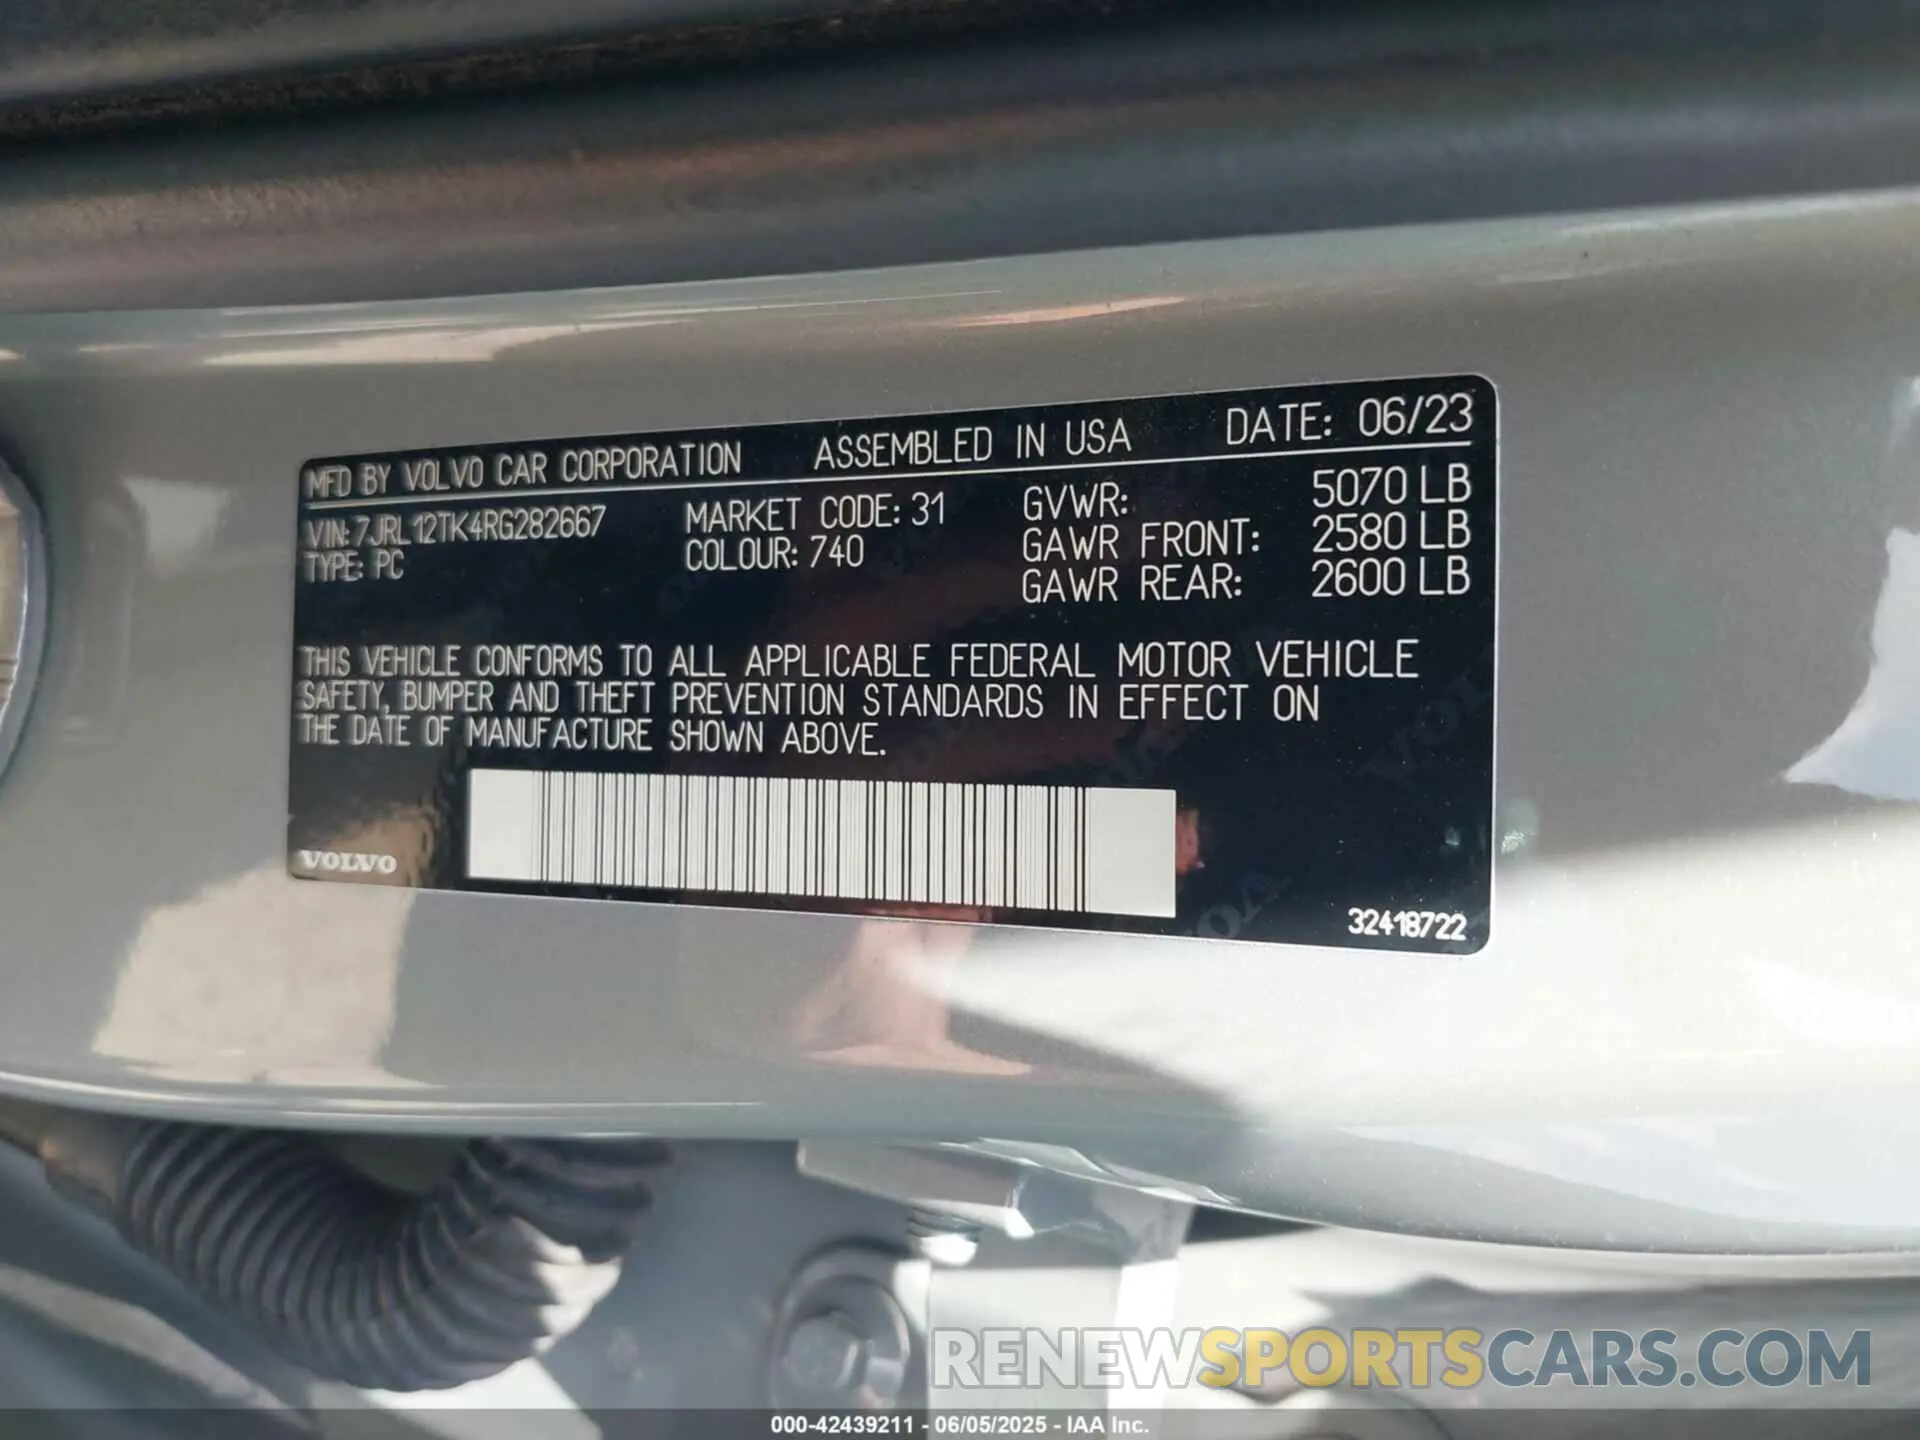 MFD BY VOLVO CAR CORPORATION ASSEMBLED IN USA DATE: 06/23
VIN: 7JRL12TK4RG282667 MARKET CODE: 31 GVWR: 5070 LB
TYPE: PC COLOUR: 740 GAWR FRONT: 2580 LB
GAWR REAR: 2600 LB
THIS VEHICLE CONFORMS TO ALL APPLICABLE FEDERAL MOTOR VEHICLE
SAFETY, BUMPER AND THEFT PREVENTION STANDARDS IN EFFECT ON
THE DATE OF MANUFACTURE SHOWN ABOVE.
VOLVO
32418722
RENEWSPORTSCARS.COM
000-42439211 - 06/05/2025 - IAA Inc.